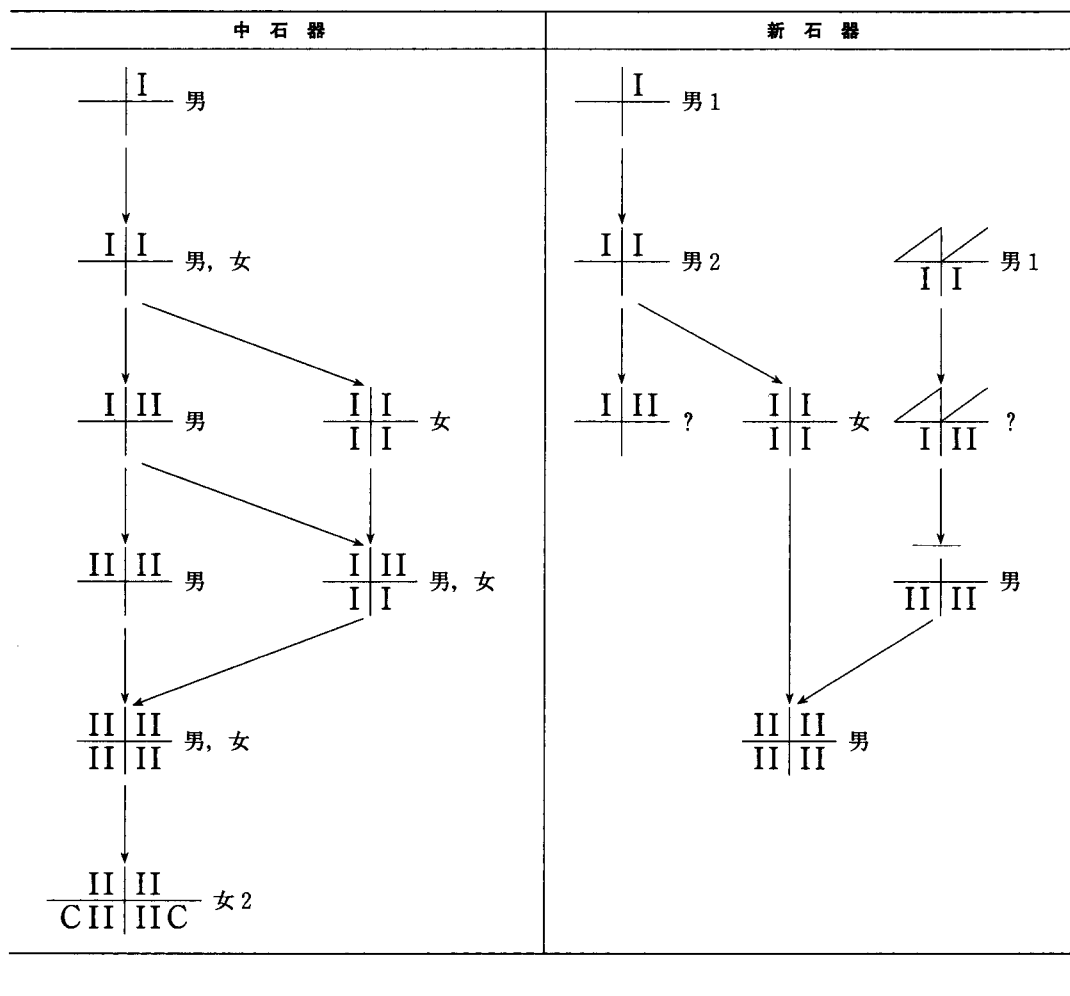 中石器 新石器
I 男 I 男1
I I 男, 女 I I 男2 男1
I I
I II 男 I I 女 I II ? I I 女 ?
I I I I I II
II II 男 I II 男, 女 男
I I II II
II II 男, 女 II II 男
II II II II
II II 女2
CII IIC